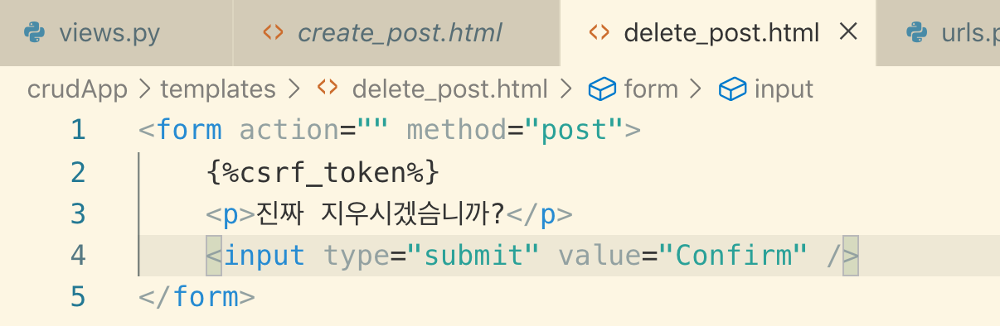 views.py create_post.html delete_post.html urls.p
crudApp > templates > delete_post.html > form > input
1 <form action="" method="post">
2 {%csrf_token%}
3 <p>진짜 지우시겠슴니까?</p>
4 <input type="submit" value="Confirm" />
5 </form>